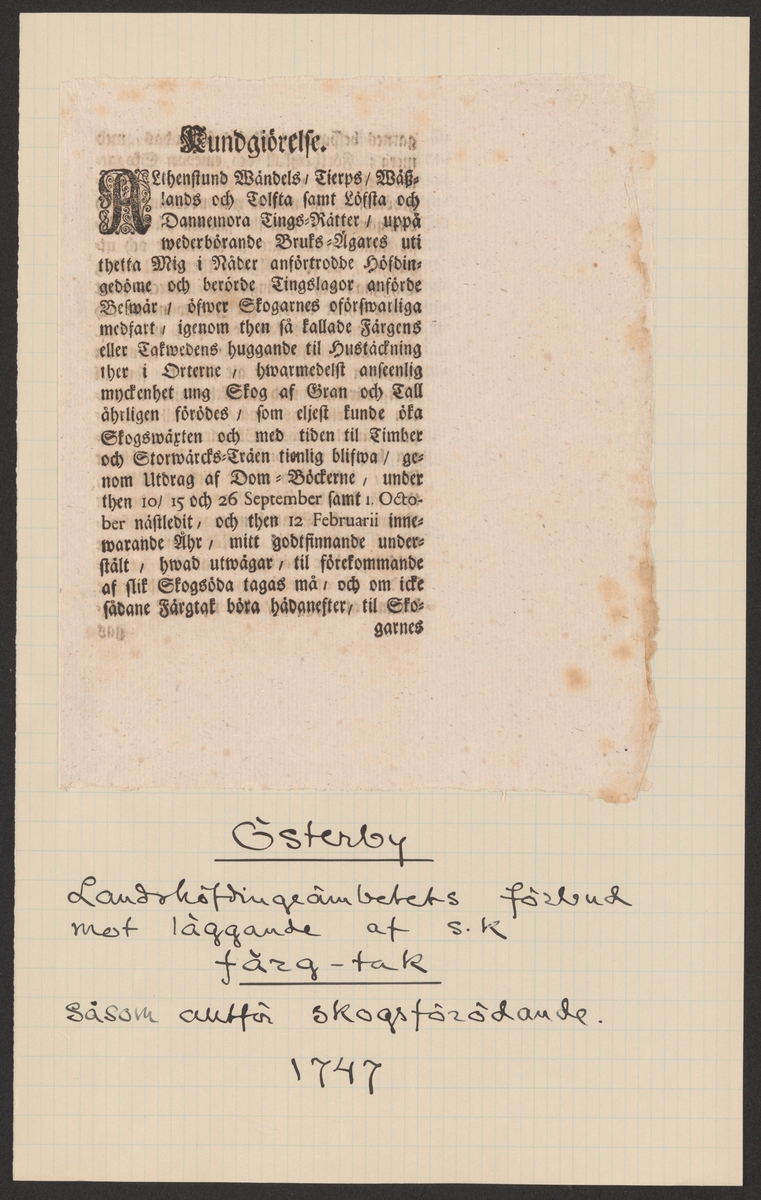 Kundgiörelse.
ALthenstund Wändels / Tierps / Wäß-
lands och Tolfta samt Löfsta och
Dannemora Tings-Rätter / uppå
wederbörande Bruks-Ägares uti
thetta Mig i Nåder anförtrodde Höfdin-
gedöme och berörde Tingslagor anförde
Beswär / öfwer Skogarnes oförswarliga
medfart / igenom then så kallade Färgens
eller Takwedens huggande til Hustäckning
ther i Orterne / hwarmedelst anseenlig
myckenhet ung Skog af Gran och Tall
ährligen förödes / som eljest kunde öka
Skogswäxten och med tiden til Timber
och Storwärcks-Träen tienlig blifwa / ge-
nom Utdrag af Dom-Böckerne / under
then 10/ 15 och 26 September samt 1. Octo-
ber nästledit, och then 12 Februarii inne-
warande Åhr / mitt godtfinnande under-
stält / hwad utwägar / til förekommande
af slik Skogsöda tagas må / och om icke
sådane Färgtak böra hädanefter / til Sko-
garnes
Österby
Landshöfdingeämbetets förbud
mot läggande af s.k
färg-tak
såsom alltför skogsförödande.
1747